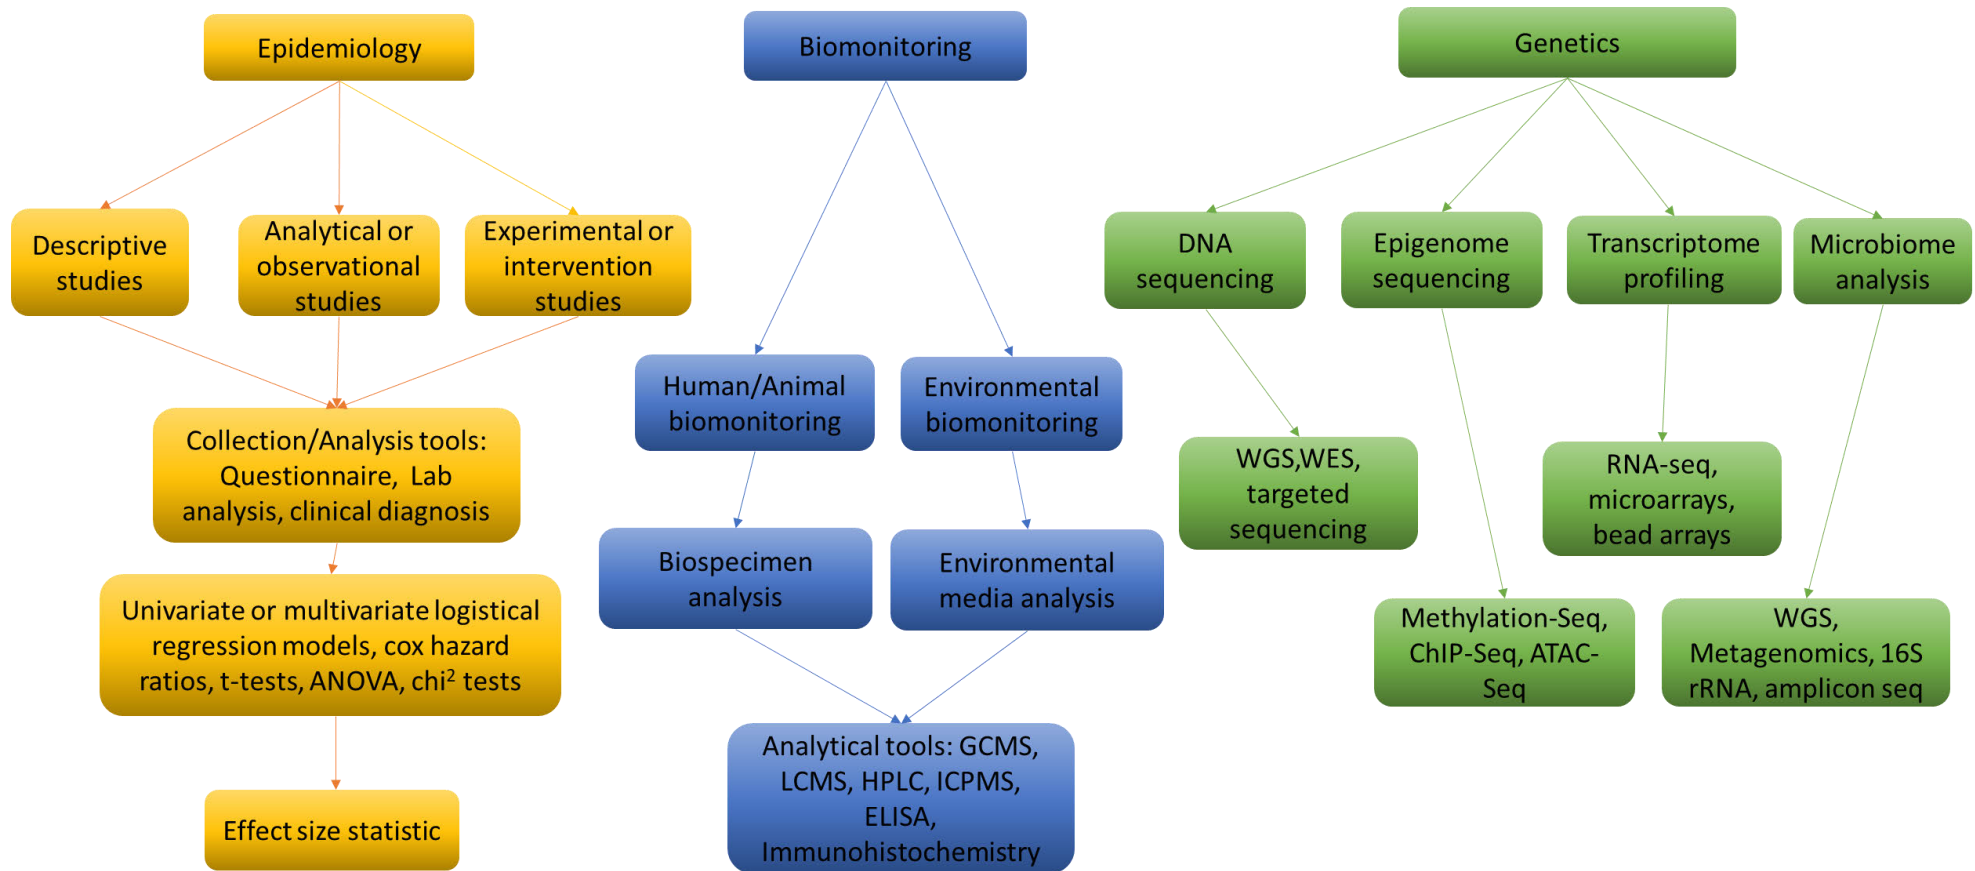 Epidemiology
Descriptive
studies
Analytical or
observational
studies
Experimental or
intervention
studies
Collection/Analysis tools:
Questionnaire, Lab
analysis, clinical diagnosis
Univariate or multivariate logistical
regression models, cox hazard
ratios, t-tests, ANOVA, chi² tests
Effect size statistic
Biomonitoring
Human/Animal
biomonitoring
Environmental
biomonitoring
Biospecimen
analysis
Environmental
media analysis
Analytical tools: GCMS,
LCMS, HPLC, ICPMS,
ELISA,
Immunohistochemistry
Genetics
DNA
sequencing
Epigenome
sequencing
Transcriptome
profiling
Microbiome
analysis
WGS,WES,
targeted
sequencing
RNA-seq,
microarrays,
bead arrays
Methylation-Seq,
ChIP-Seq, ATAC-
Seq
WGS,
Metagenomics, 16S
rRNA, amplicon seq